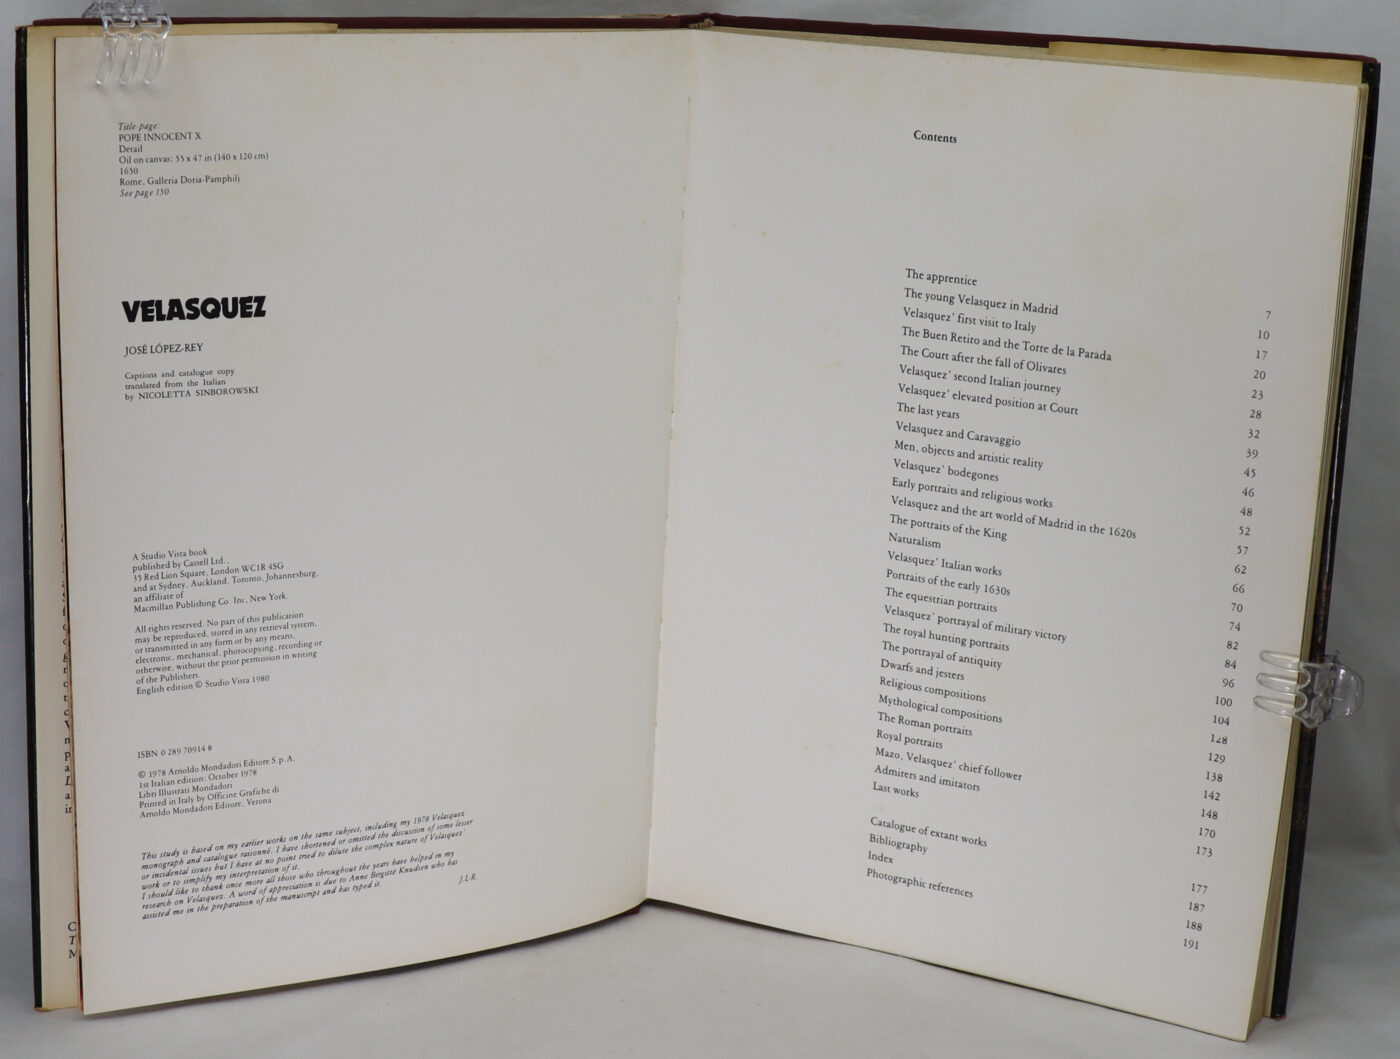 Title-page:
POPE INNOCENT X
Detail
Oil on canvas; 55 x 47 in (140 x 120 cm)
1650
Rome, Galleria Doria-Pamphilj
See page 150
VELASQUEZ
JOSÉ LÓPEZ-REY
Captions and catalogue copy
translated from the Italian
by NICOLETTA SINBOROWSKI
A Studio Vista book
published by Cassell Ltd.,
35 Red Lion Square, London WC1R 4SG
and at Sydney, Auckland, Toronto, Johannesburg,
an affiliate of
Macmillan Publishing Co. Inc, New York.
All rights reserved. No part of this publication
may be reproduced, stored in any retrieval system,
or transmitted in any form or by any means,
electronic, mechanical, photocopying, recording or
otherwise, without the prior permission in writing
of the Publishers.
English edition © Studio Vista 1980
ISBN 0 289 70914 8
© 1978 Arnoldo Mondadori Editore S.p.A.
1st Italian edition: October 1978
Libri Illustrati Mondadori
Printed in Italy by Officine Grafiche di
Arnoldo Mondadori Editore, Verona
This study is based on my earlier works on the same subject, including my 1978 Velasquez
monograph and catalogue raisonné. I have shortened or omitted the discussion of some lesser
or incidental issues but I have at no point tried to dilute the complex nature of Velasquez'
work or to simplify my interpretation of it.
I should like to thank once more all those who throughout the years have helped in my
research on Velasquez. A word of appreciation is due to Anne Birgitte Knudsen who has
assisted me in the preparation of the manuscript and has typed it.
J.L.R.
Contents
The apprentice 7
The young Velasquez in Madrid 10
Velasquez' first visit to Italy 17
The Buen Retiro and the Torre de la Parada 20
The Court after the fall of Olivares 23
Velasquez' second Italian journey 28
Velasquez' elevated position at Court 32
The last years 39
Velasquez and Caravaggio 45
Men, objects and artistic reality 46
Velasquez' bodegones 48
Early portraits and religious works 52
Velasquez and the art world of Madrid in the 1620s 57
The portraits of the King 62
Naturalism 66
Velasquez' Italian works 70
Portraits of the early 1630s 74
The equestrian portraits 82
Velasquez' portrayal of military victory 84
The royal hunting portraits 96
The portrayal of antiquity 100
Dwarfs and jesters 104
Religious compositions 128
Mythological compositions 129
The Roman portraits 138
Royal portraits 142
Mazo, Velasquez' chief follower 148
Admirers and imitators 170
Last works 173
Catalogue of extant works 177
Bibliography 187
Index 188
Photographic references 191